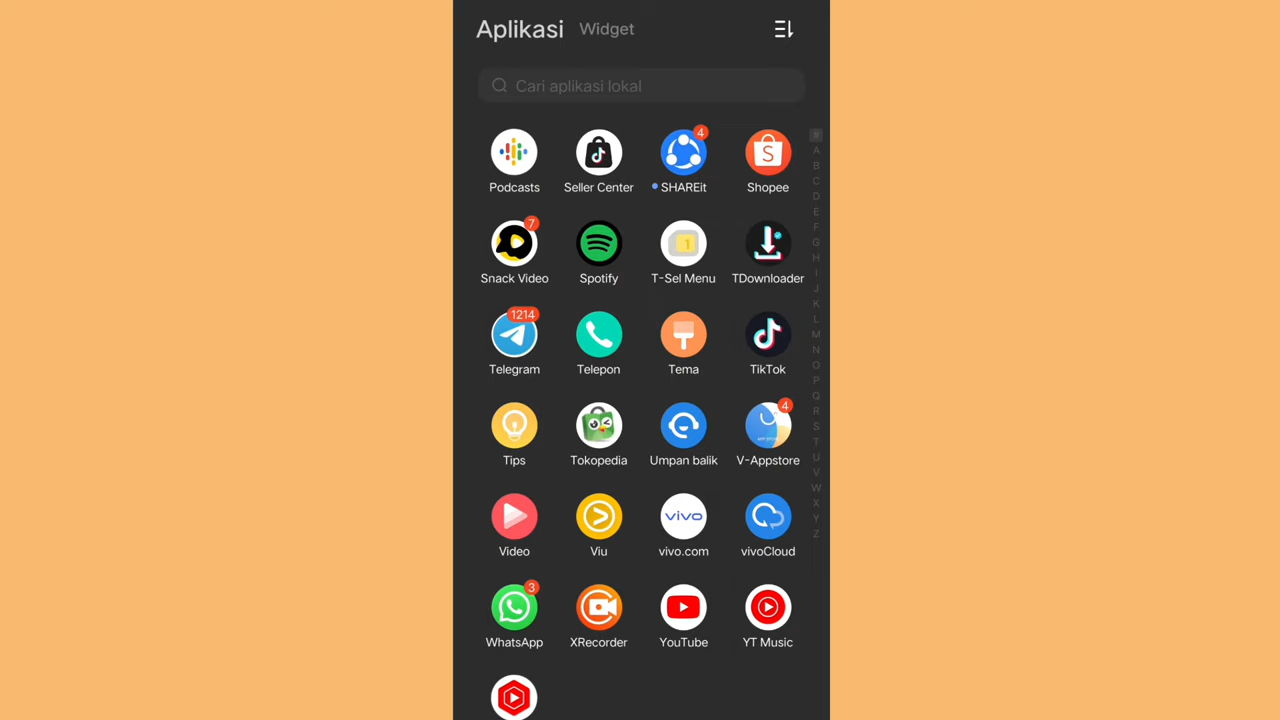 Aplikasi Widget
Cari aplikasi lokal
4
Podcasts Seller Center SHAREit Shopee
7
Snack Video Spotify T-Sel Menu TDownloader
1214
Telegram Telepon Tema TikTok
4
Tips Tokopedia Umpan balik V-Appstore
vivo
Video Viu vivo.com vivoCloud
3
WhatsApp XRecorder YouTube YT Music
#
A
B
C
D
E
F
G
H
I
J
K
L
M
N
O
P
Q
R
S
T
U
V
W
X
Y
Z